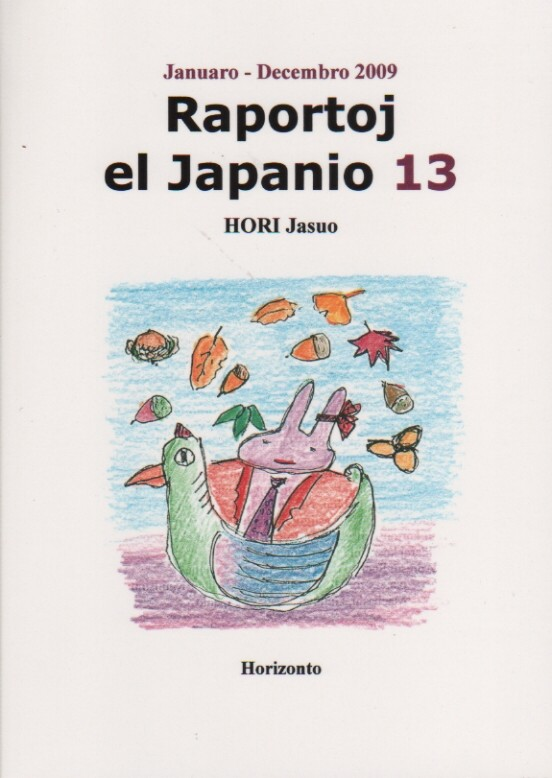 Januaro - Decembro 2009
Raportoj
el Japanio 13
HORI Jasuo
Horizonto